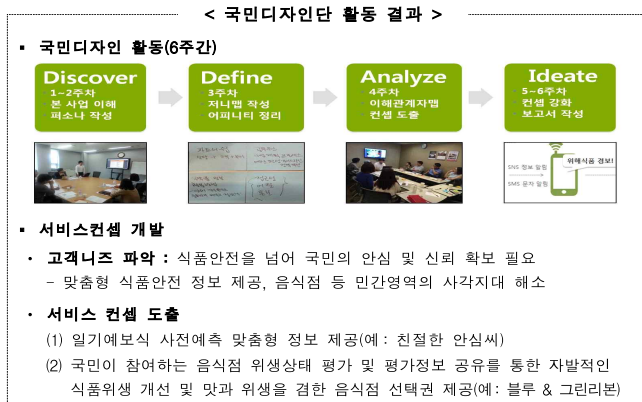 < 국민디자인단 활동 결과 >
▪ 국민디자인 활동(6주간)
Discover
1~2주차
본 사업 이해
퍼소나 작성
Define
3주차
저니맵 작성
어피니티 정리
Analyze
4주차
이해관계자맵
컨셉 도출
Ideate
5~6주차
컨셉 강화
보고서 작성
SNS 정보 알림
SMS 문자 알림
위해식품 경보!
▪ 서비스컨셉 개발
· 고객니즈 파악 : 식품안전을 넘어 국민의 안심 및 신뢰 확보 필요
- 맞춤형 식품안전 정보 제공, 음식점 등 민간영역의 사각지대 해소
· 서비스 컨셉 도출
(1) 일기예보식 사전예측 맞춤형 정보 제공(예 : 친절한 안심씨)
(2) 국민이 참여하는 음식점 위생상태 평가 및 평가정보 공유를 통한 자발적인
식품위생 개선 및 맛과 위생을 겸한 음식점 선택권 제공(예: 블루 & 그린리본)